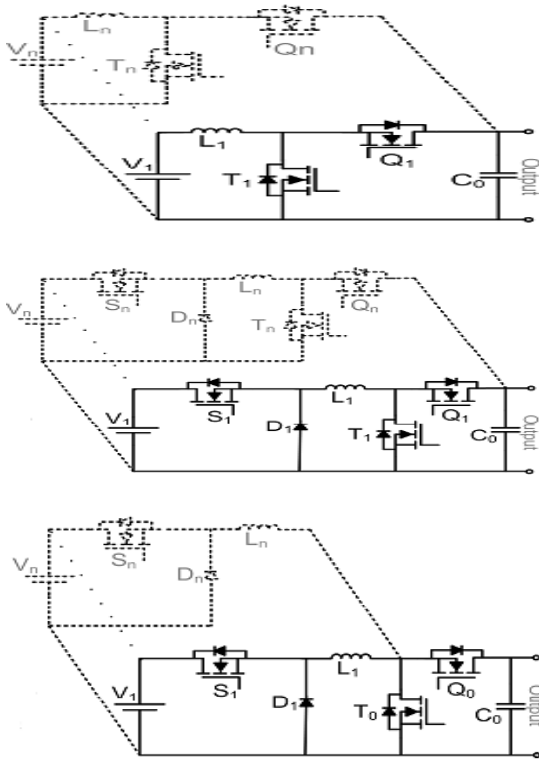 Vn Ln Tn Qn
V1 L1 T1 Q1 C0 Output
Vn Sn Dn Ln Tn Qn
V1 S1 D1 L1 T1 Q1 C0 Output
Vn Sn Dn Ln
V1 S1 D1 L1 T0 Q0 C0 Output